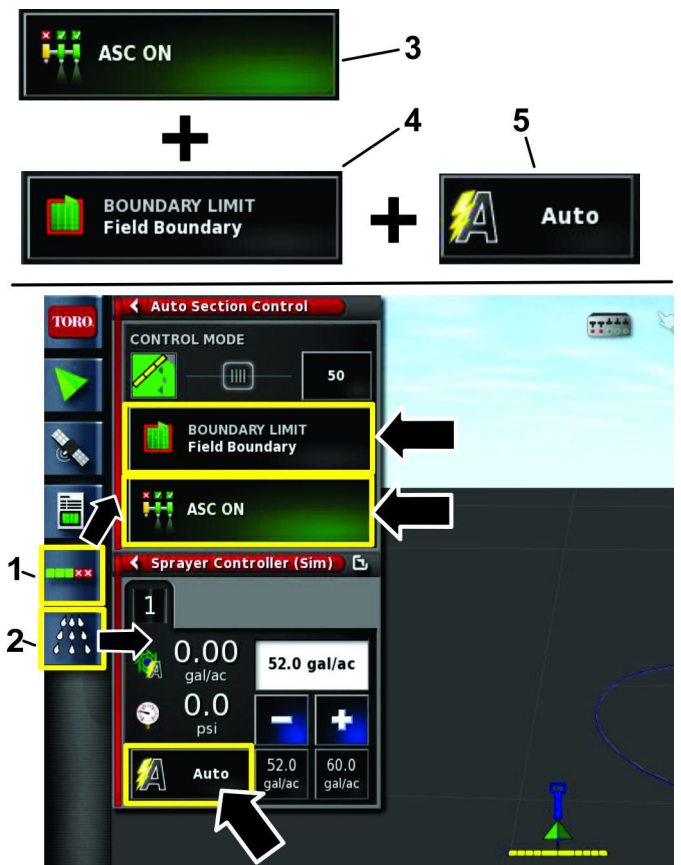 ASC ON
3
4
5
BOUNDARY LIMIT
Field Boundary
Auto
TORO
Auto Section Control
CONTROL MODE
50
BOUNDARY LIMIT
Field Boundary
ASC ON
1
Sprayer Controller (Sim)
1
2
0.00
gal/ac
52.0 gal/ac
0.0
psi
Auto
52.0
gal/ac
60.0
gal/ac